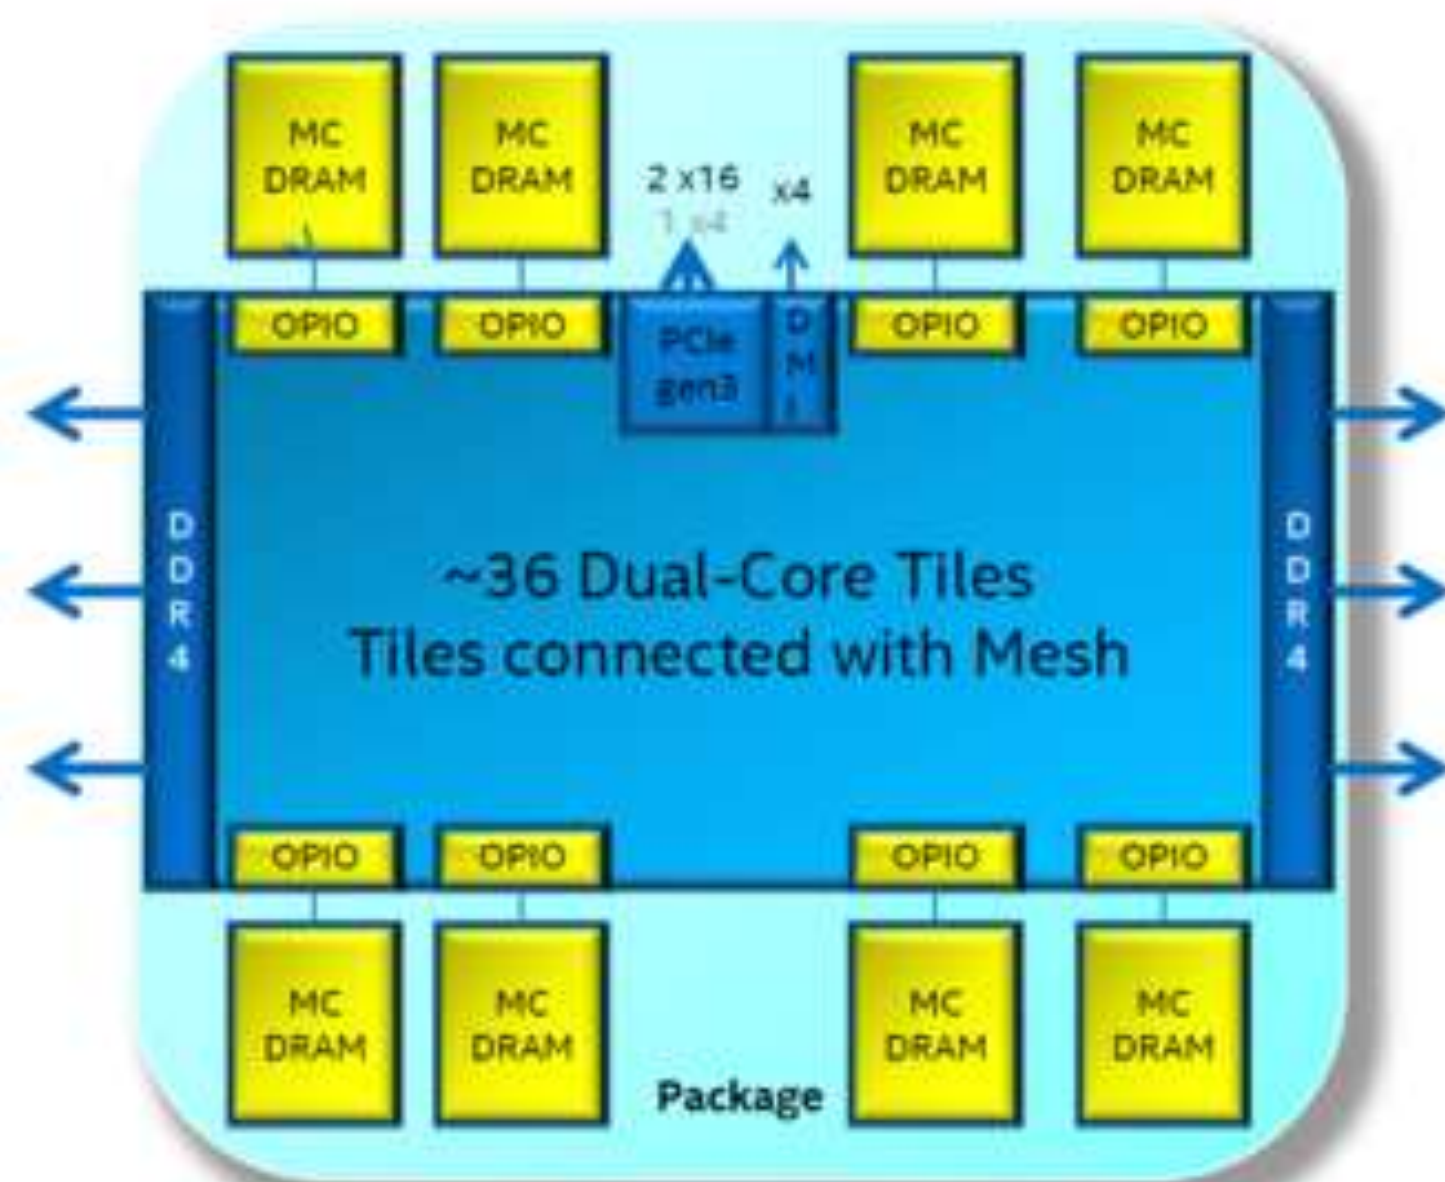 MC
DRAM
MC
DRAM
2 x16
1 x4
x4
MC
DRAM
MC
DRAM
OPIO
OPIO
PCIe
gen3
D
M
I
OPIO
OPIO
D
D
R
4
~36 Dual-Core Tiles
Tiles connected with Mesh
D
D
R
4
OPIO
OPIO
OPIO
OPIO
MC
DRAM
MC
DRAM
Package
MC
DRAM
MC
DRAM